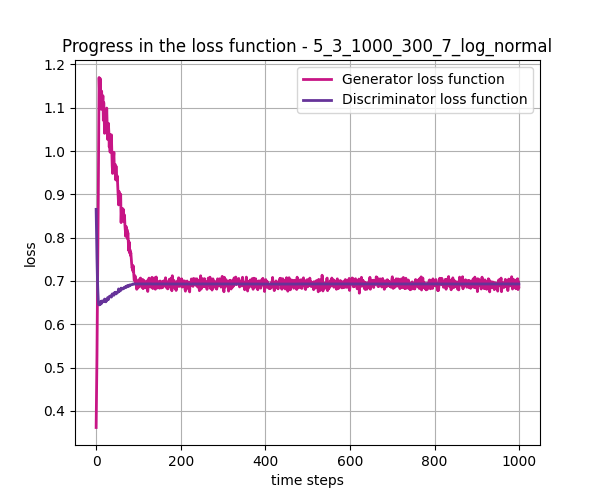 Progress in the loss function - 5_3_1000_300_7_log_normal
Generator loss function
Discriminator loss function
1.2
1.1
1.0
0.9
0.8
0.7
0.6
0.5
0.4
loss
0 200 400 600 800 1000
time steps